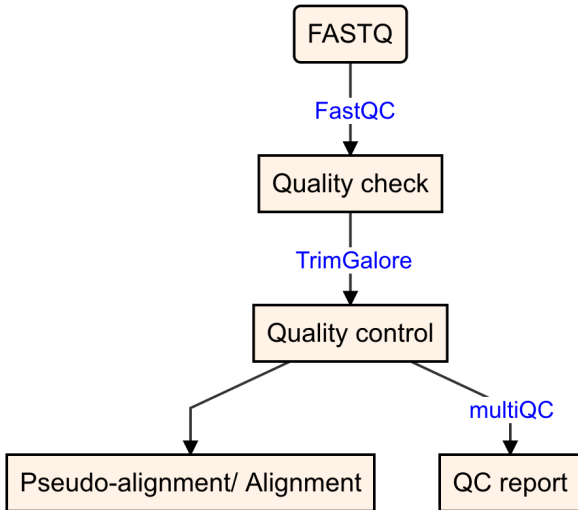 FASTQ
FastQC
Quality check
TrimGalore
Quality control
multiQC
Pseudo-alignment/ Alignment
QC report